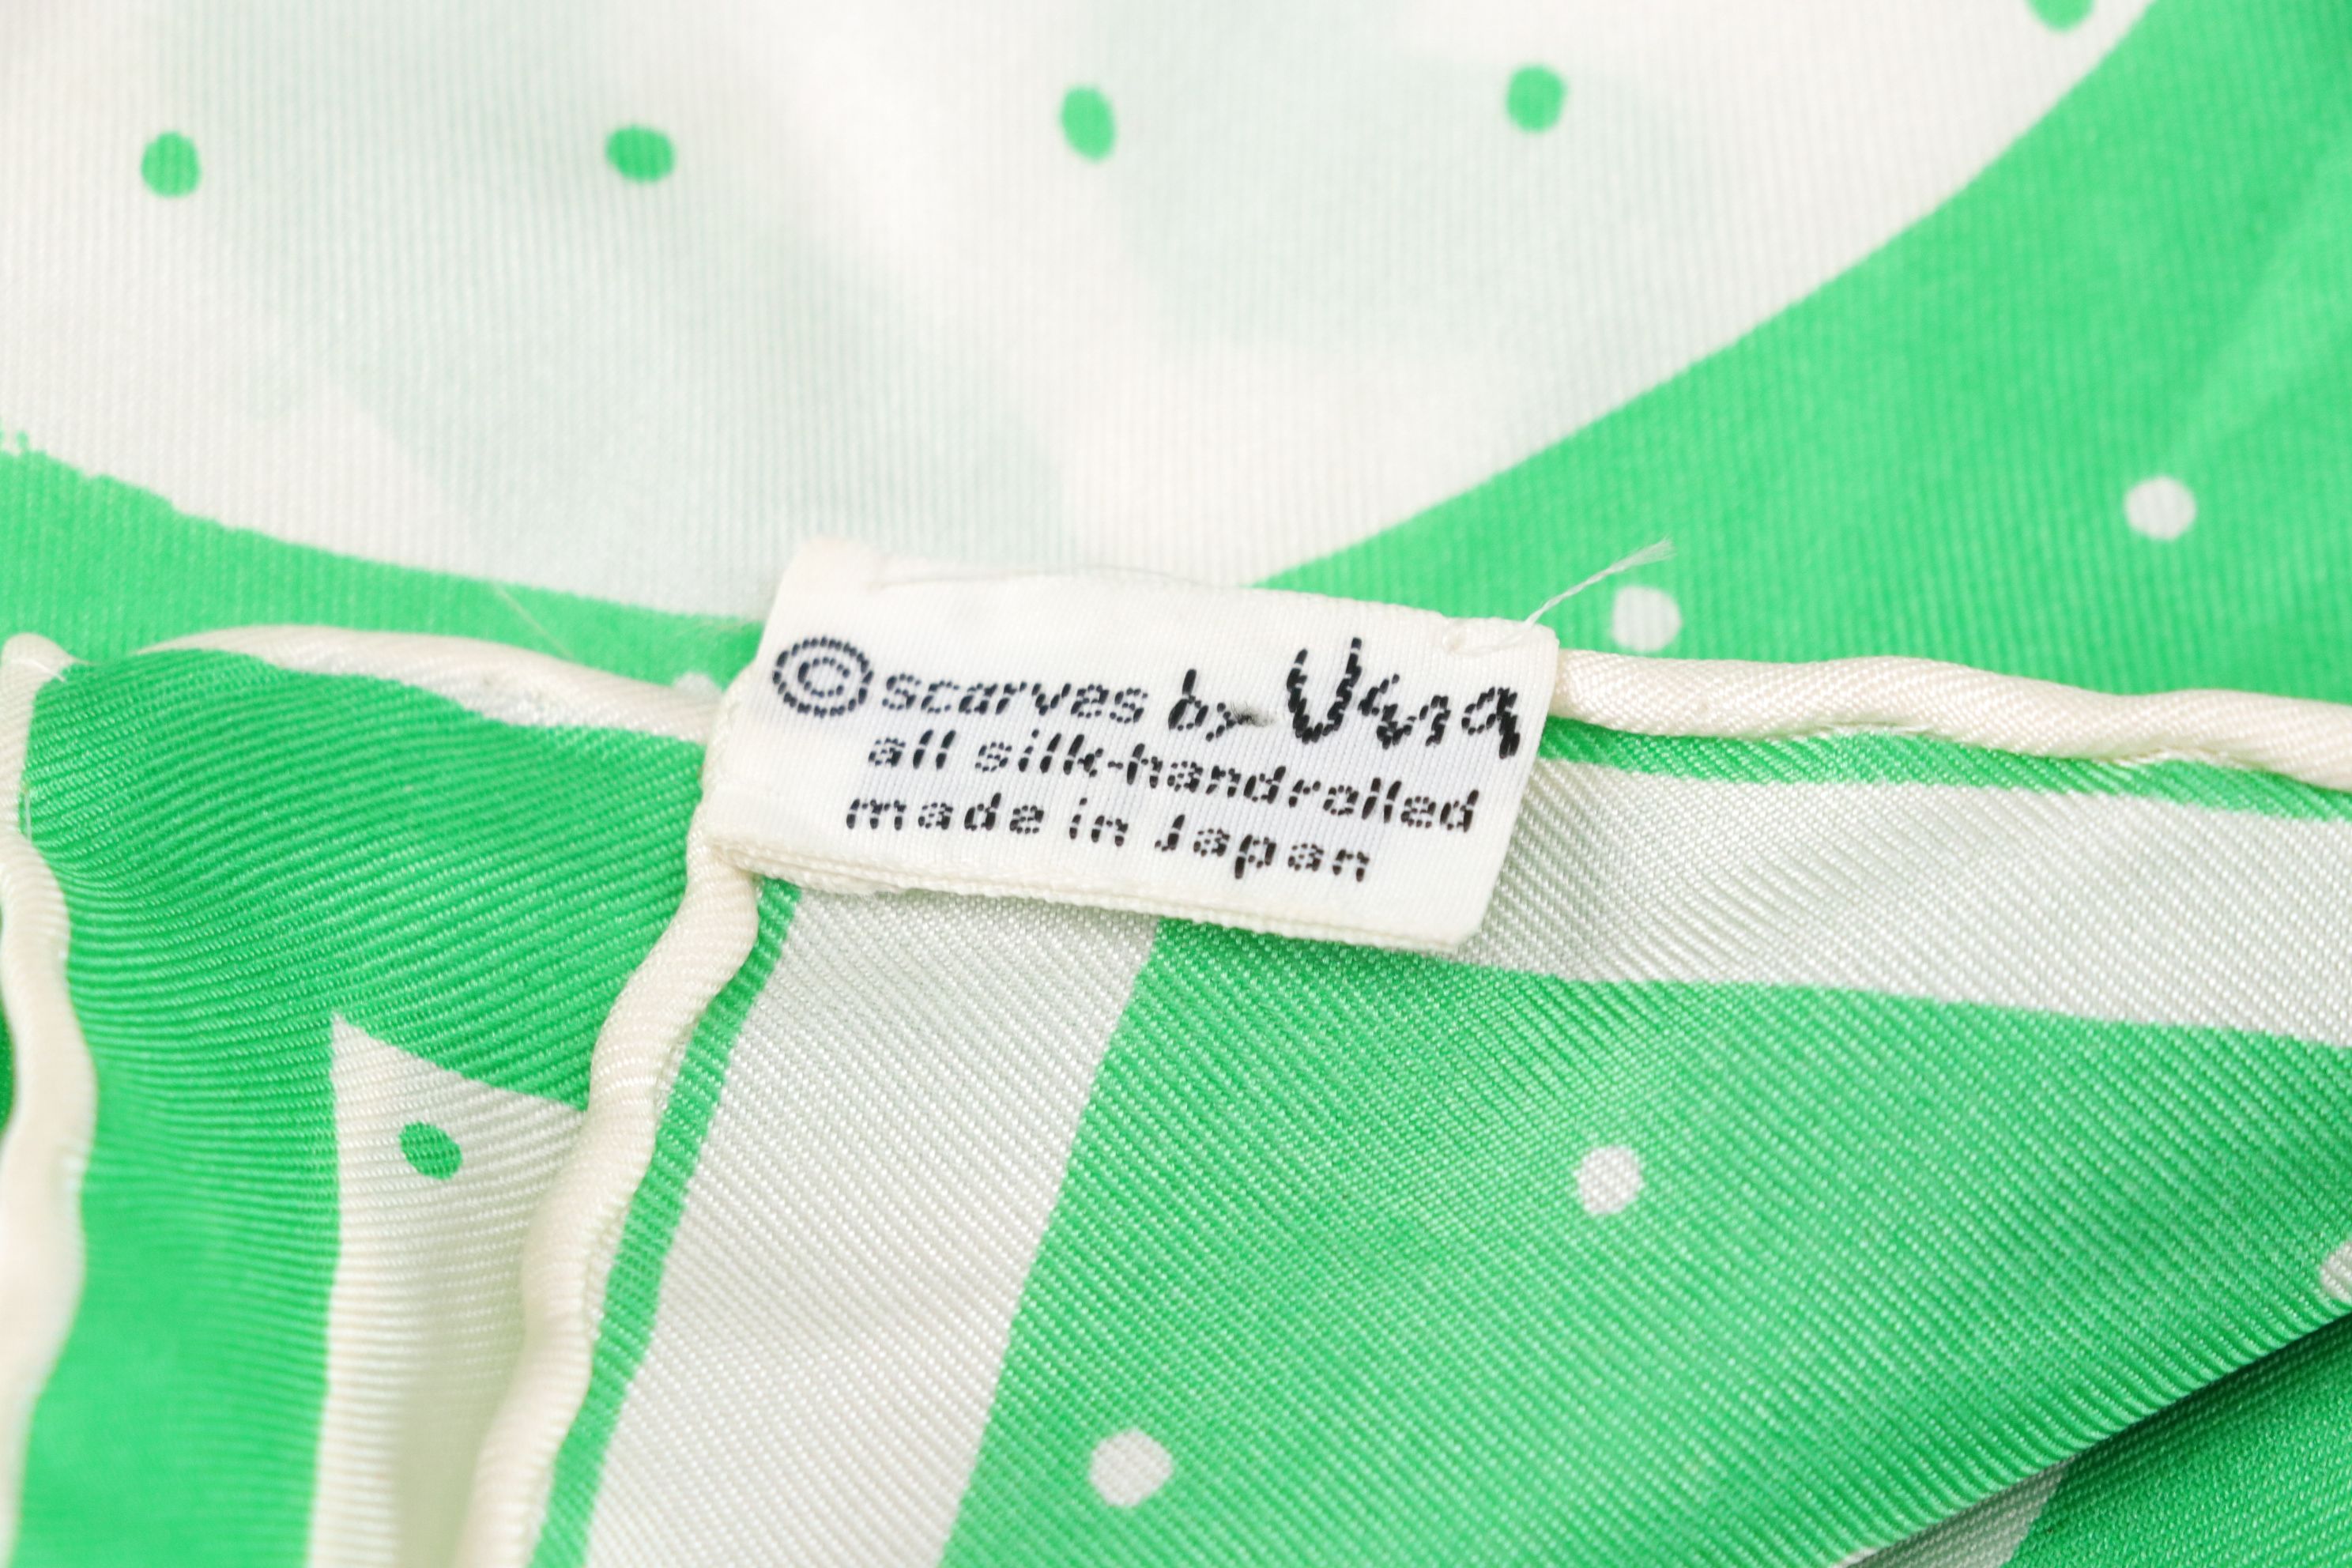 © scarves by Vera
all silk-handrolled
made in Japan